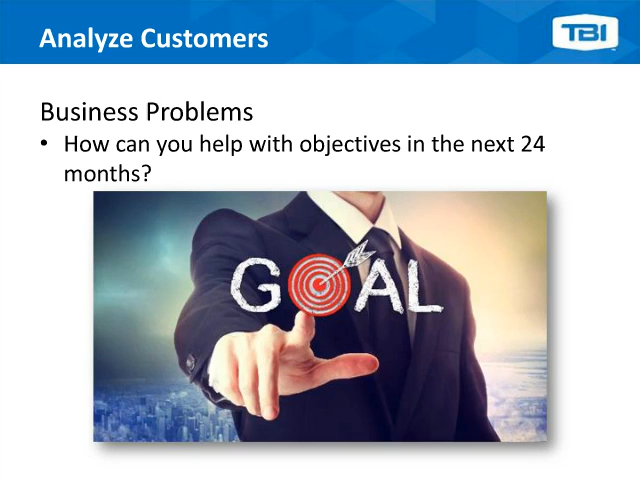 Analyze Customers
TBI
Business Problems
• How can you help with objectives in the next 24
months?
GOAL